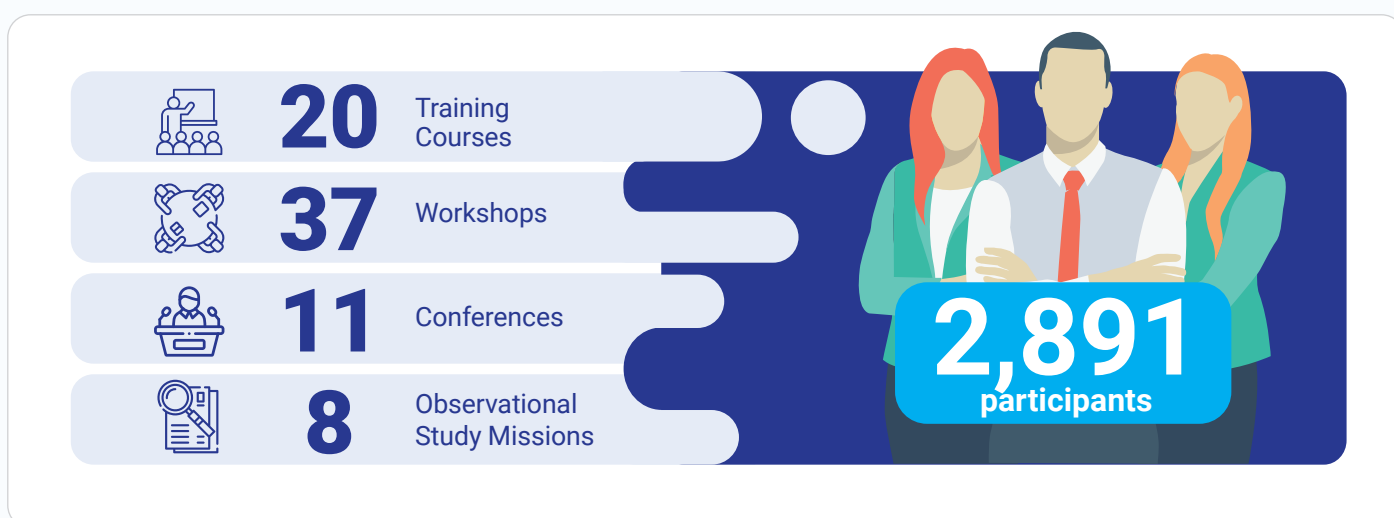 20
Training
Courses
37
Workshops
11
Conferences
8
Observational
Study Missions
2,891
participants